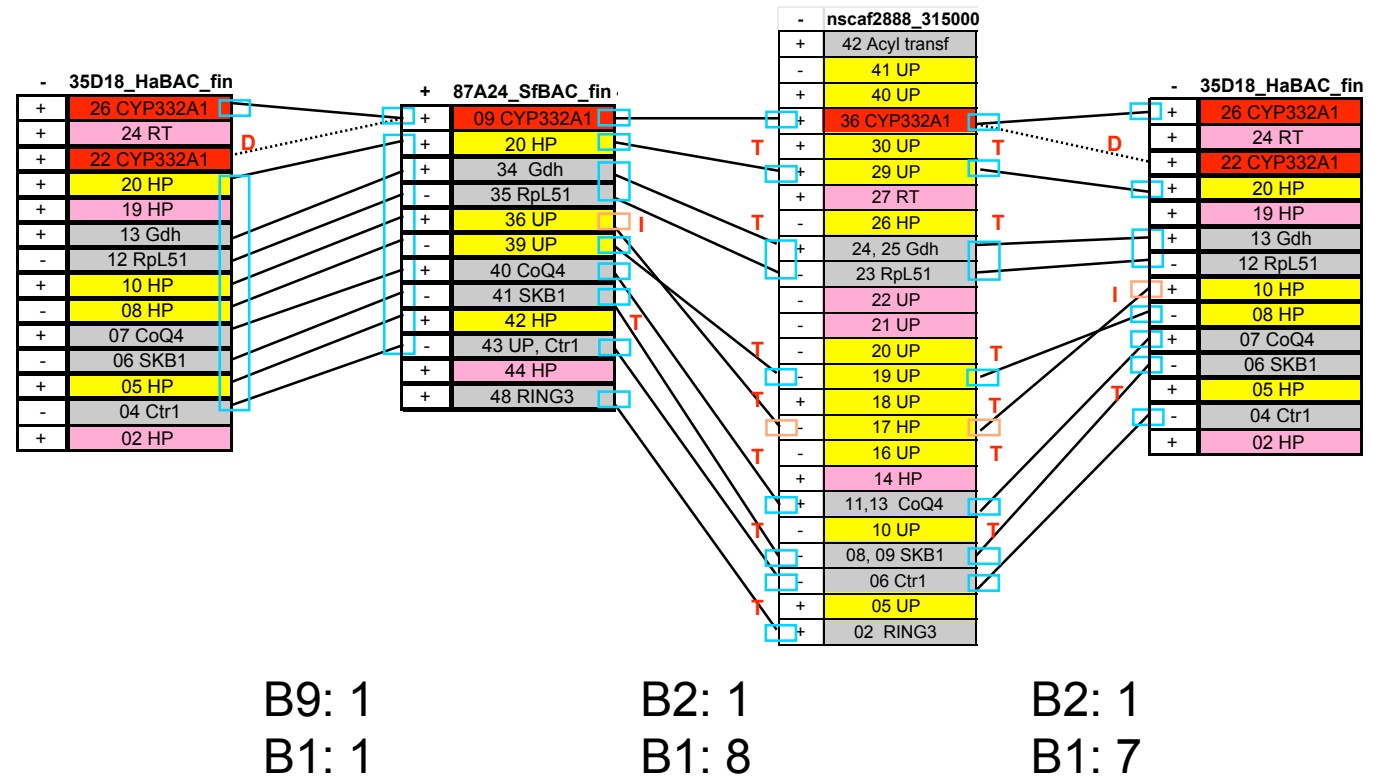 - 35D18_HaBAC_fin
+ 26 CYP332A1
+ 24 RT
+ 22 CYP332A1
+ 20 HP
+ 19 HP
+ 13 Gdh
- 12 RpL51
+ 10 HP
- 08 HP
+ 07 CoQ4
- 06 SKB1
+ 05 HP
- 04 Ctr1
+ 02 HP
D
+ 87A24_SfBAC_fin
+ 09 CYP332A1
+ 20 HP
+ 34 Gdh
- 35 RpL51
+ 36 UP
- 39 UP
+ 40 CoQ4
- 41 SKB1
+ 42 HP
- 43 UP, Ctr1
+ 44 HP
+ 48 RING3
I
T
T
T
T
T
T
T
T
- nscaf2888_315000
+ 42 Acyl transf
- 41 UP
+ 40 UP
+ 36 CYP332A1
+ 30 UP
+ 29 UP
+ 27 RT
- 26 HP
+ 24, 25 Gdh
- 23 RpL51
- 22 UP
- 21 UP
- 20 UP
- 19 UP
+ 18 UP
- 17 HP
- 16 UP
+ 14 HP
+ 11,13 CoQ4
- 10 UP
- 08, 09 SKB1
- 06 Ctr1
+ 05 UP
+ 02 RING3
T
T
T
T
T
T
D
I
T
- 35D18_HaBAC_fin
+ 26 CYP332A1
+ 24 RT
+ 22 CYP332A1
+ 20 HP
+ 19 HP
+ 13 Gdh
- 12 RpL51
+ 10 HP
- 08 HP
+ 07 CoQ4
- 06 SKB1
+ 05 HP
- 04 Ctr1
+ 02 HP
B9: 1 B2: 1 B2: 1
B1: 1 B1: 8 B1: 7